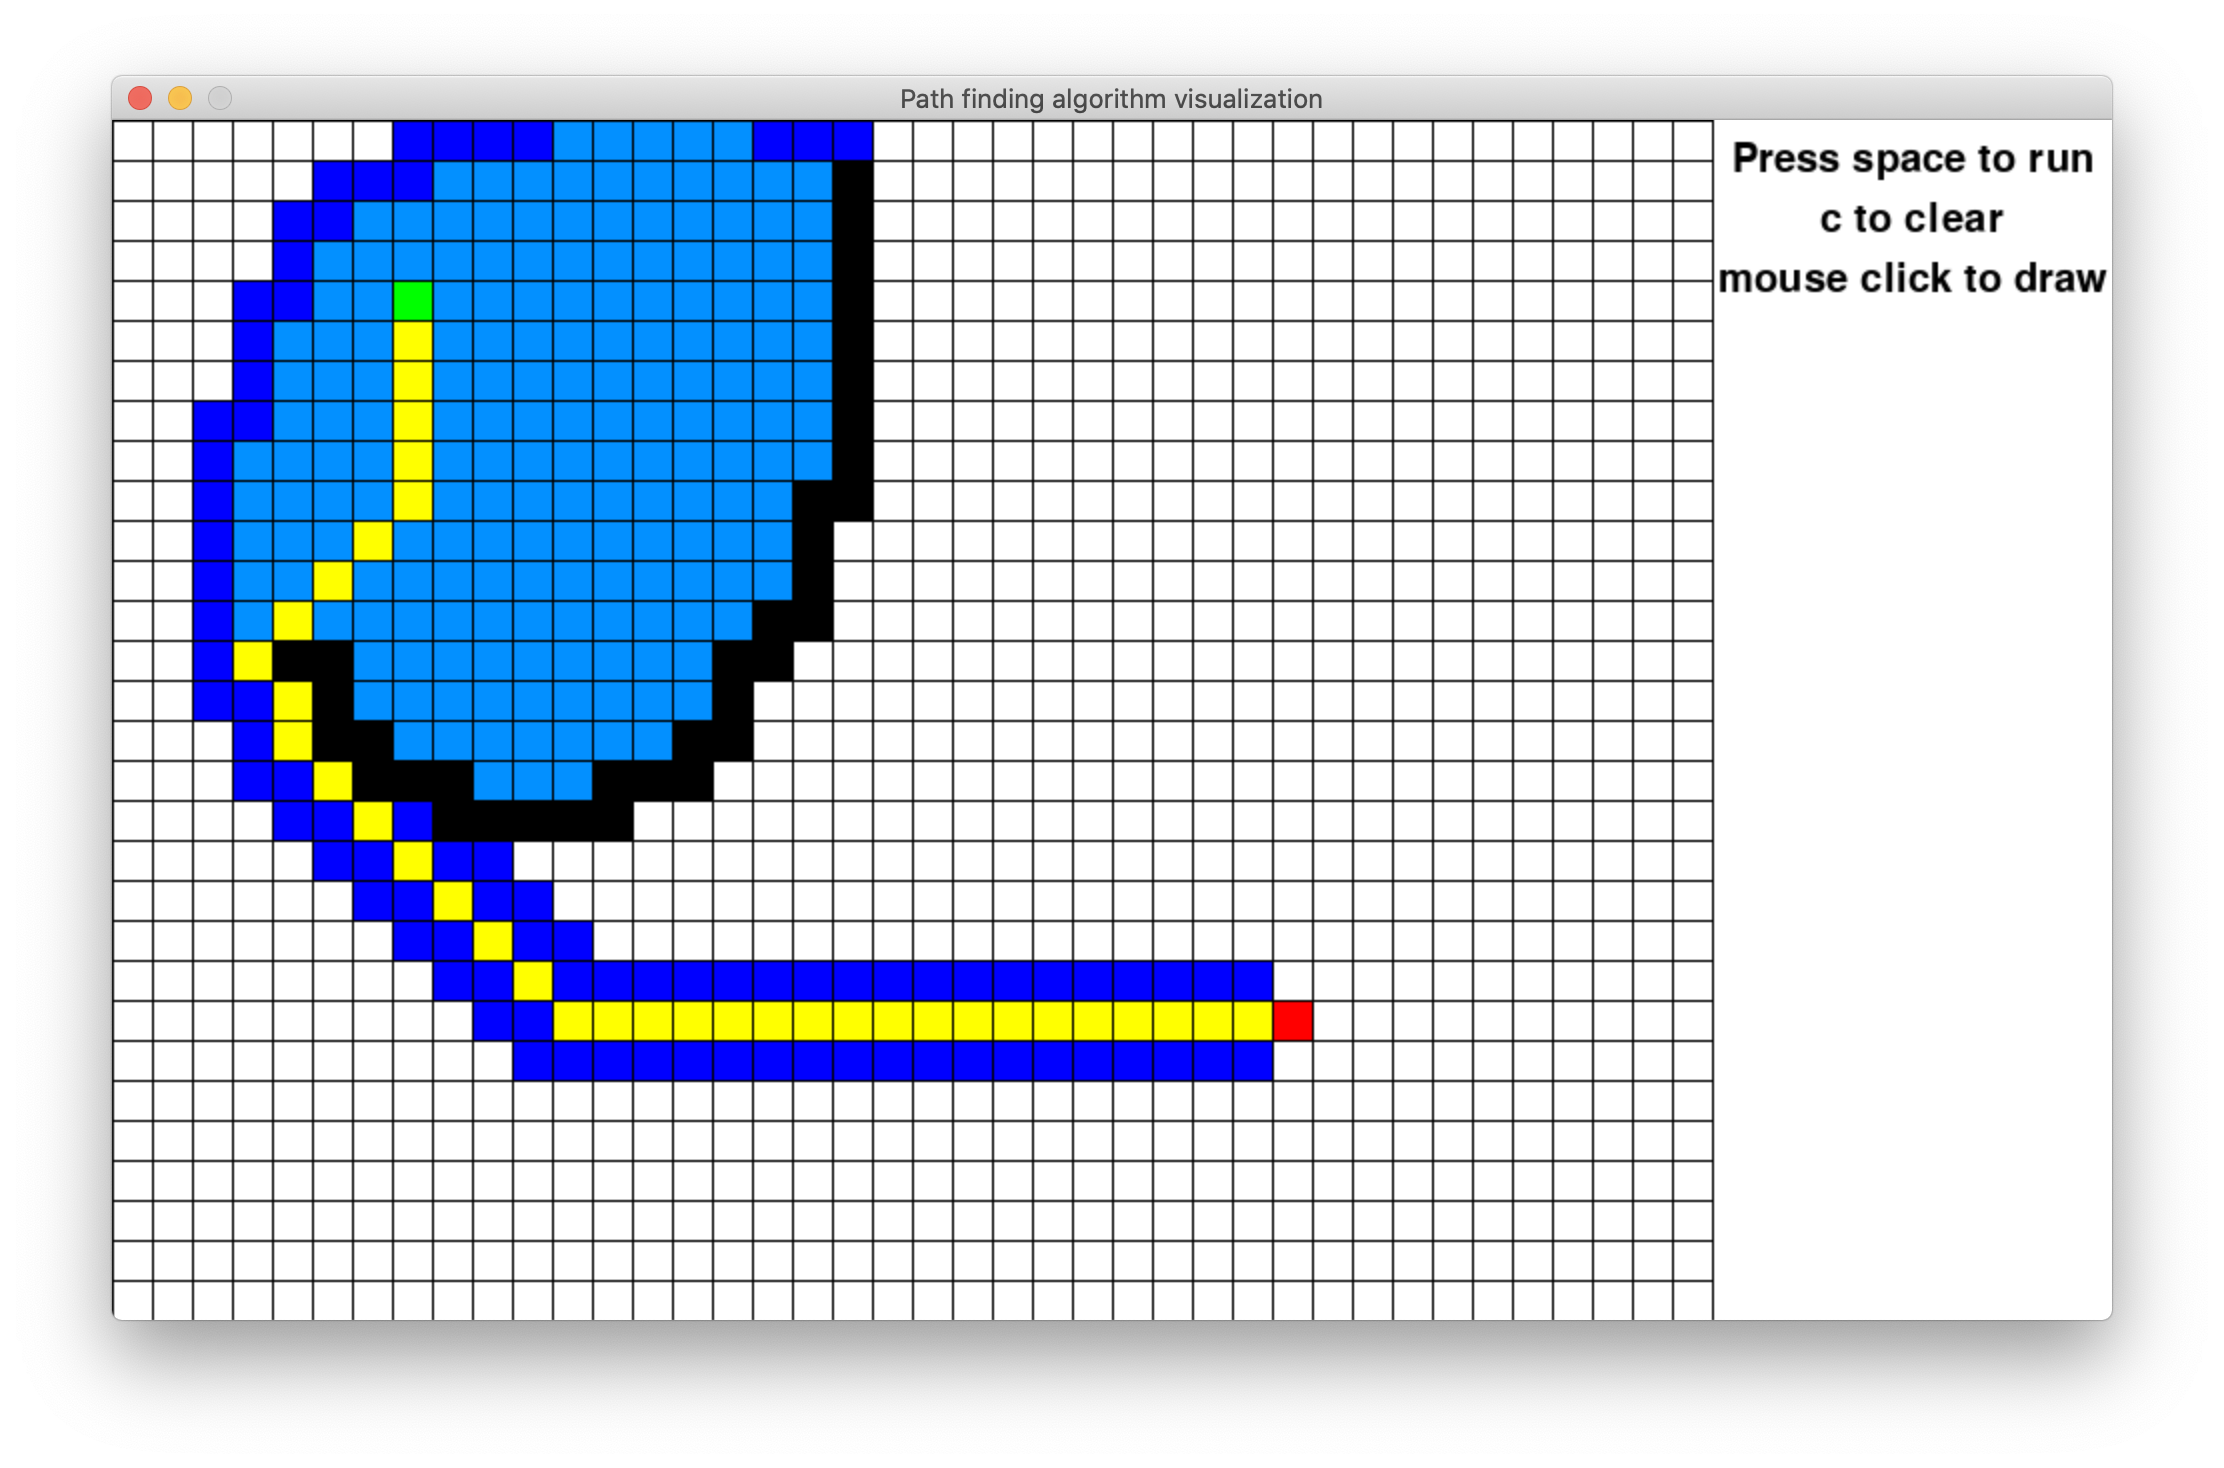 Path finding algorithm visualization
Press space to run
c to clear
mouse click to draw